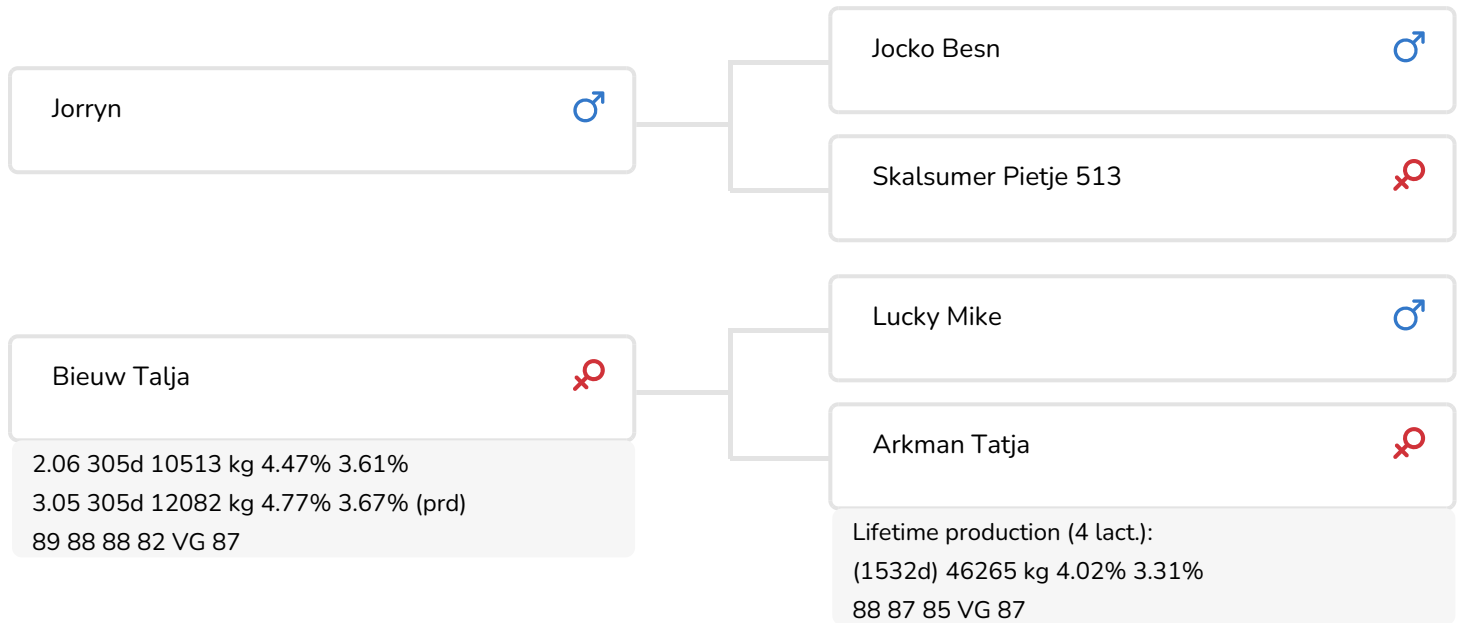 Jorryn
Jocko Besn
Skalsumer Pietje 513
Bieuw Talja
2.06 305d 10513 kg 4.47% 3.61%
3.05 305d 12082 kg 4.77% 3.67% (prd)
89 88 88 82 VG 87
Lucky Mike
Arkman Tatja
Lifetime production (4 lact.):
(1532d) 46265 kg 4.02% 3.31%
88 87 85 VG 87